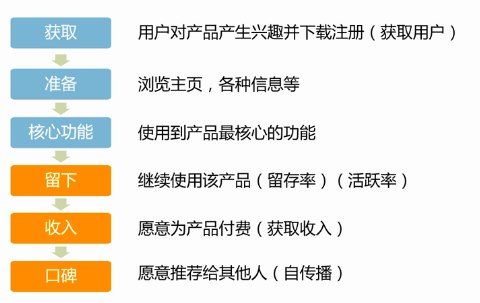 获取 用户对产品产生兴趣并下载注册（获取用户）
准备 浏览主页，各种信息等
核心功能 使用到产品最核心的功能
留下 继续使用该产品（留存率）（活跃率）
收入 愿意为产品付费（获取收入）
口碑 愿意推荐给其他人（自传播）